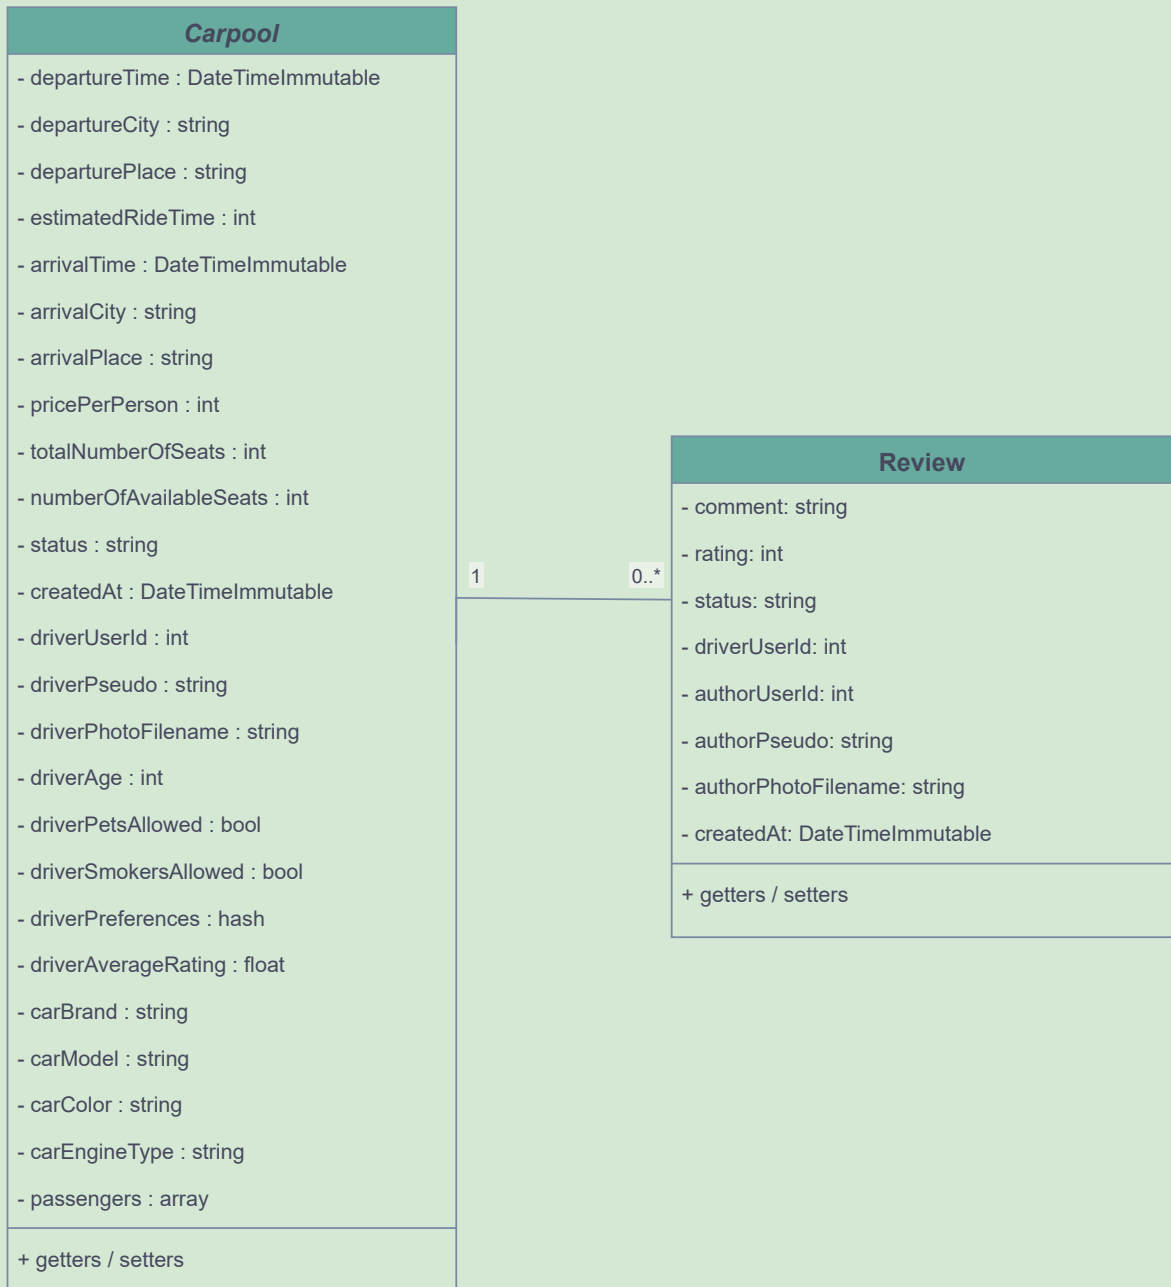 Carpool
- departureTime : DateTimeImmutable
- departureCity : string
- departurePlace : string
- estimatedRideTime : int
- arrivalTime : DateTimeImmutable
- arrivalCity : string
- arrivalPlace : string
- pricePerPerson : int
- totalNumberOfSeats : int
- numberOfAvailableSeats : int
- status : string
- createdAt : DateTimeImmutable
- driverUserId : int
- driverPseudo : string
- driverPhotoFilename : string
- driverAge : int
- driverPetsAllowed : bool
- driverSmokersAllowed : bool
- driverPreferences : hash
- driverAverageRating : float
- carBrand : string
- carModel : string
- carColor : string
- carEngineType : string
- passengers : array
+ getters / setters
1
0..*
Review
- comment: string
- rating: int
- status: string
- driverUserId: int
- authorUserId: int
- authorPseudo: string
- authorPhotoFilename: string
- createdAt: DateTimeImmutable
+ getters / setters